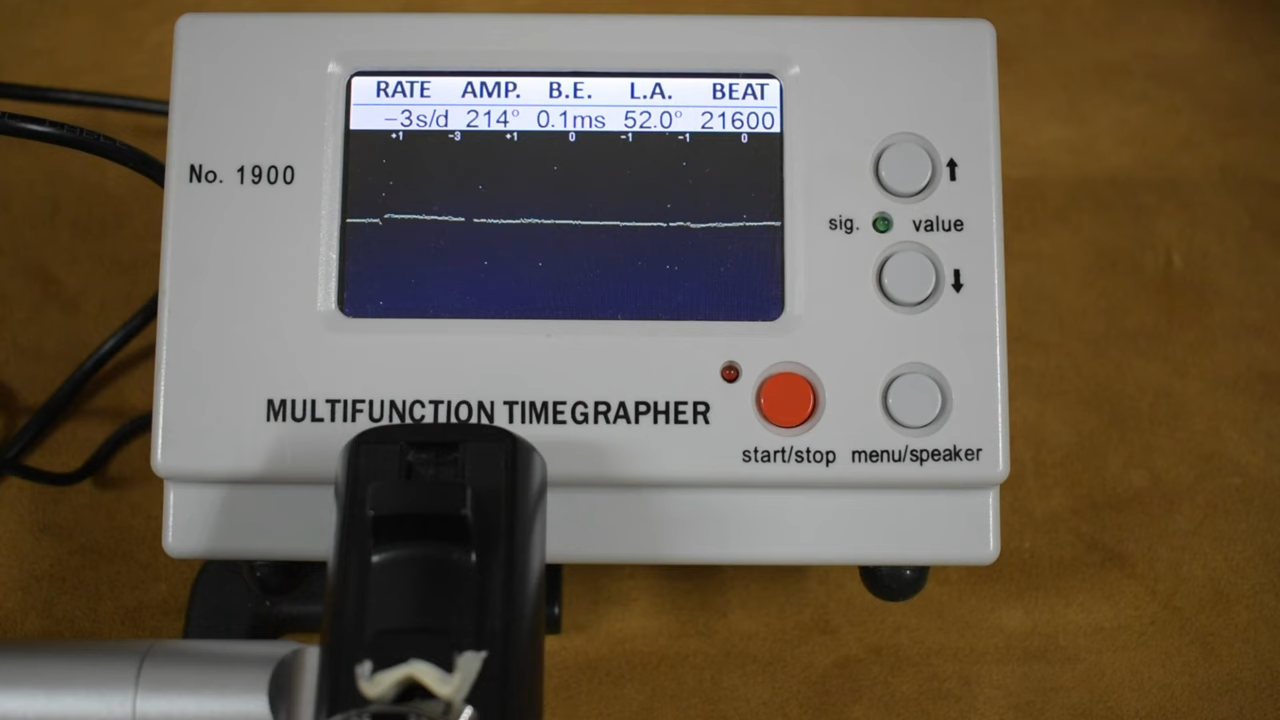 RATE AMP. B.E. L.A. BEAT
−3s/d 214° 0.1ms 52.0° 21600
+1 −3 +1 0 −1 −1 0
No. 1900
sig. value
MULTIFUNCTION TIMEGRAPHER
start/stop menu/speaker